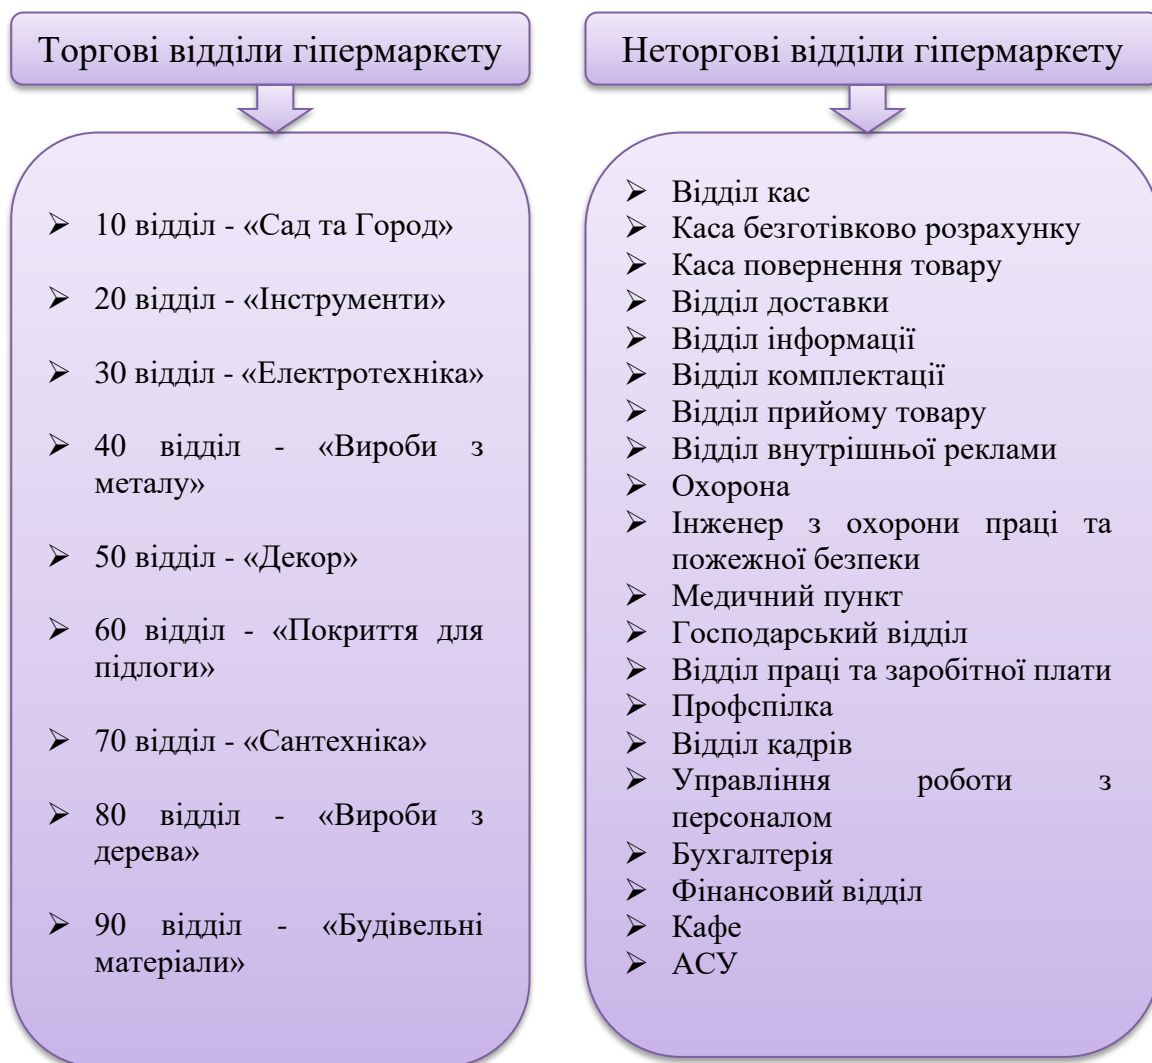 Торгові відділи гіпермаркету
10 відділ - «Сад та Город»
20 відділ - «Інструменти»
30 відділ - «Електротехніка»
40 відділ - «Вироби з
металу»
50 відділ - «Декор»
60 відділ - «Покриття для
підлоги»
70 відділ - «Сантехніка»
80 відділ - «Вироби з
дерева»
90 відділ - «Будівельні
матеріали»
Неторгові відділи гіпермаркету
Відділ кас
Каса безготівково розрахунку
Каса повернення товару
Відділ доставки
Відділ інформації
Відділ комплектації
Відділ прийому товару
Відділ внутрішньої реклами
Охорона
Інженер з охорони праці та
пожежної безпеки
Медичний пункт
Господарський відділ
Відділ праці та заробітної плати
Профспілка
Відділ кадрів
Управління роботи з
персоналом
Бухгалтерія
Фінансовий відділ
Кафе
АСУ